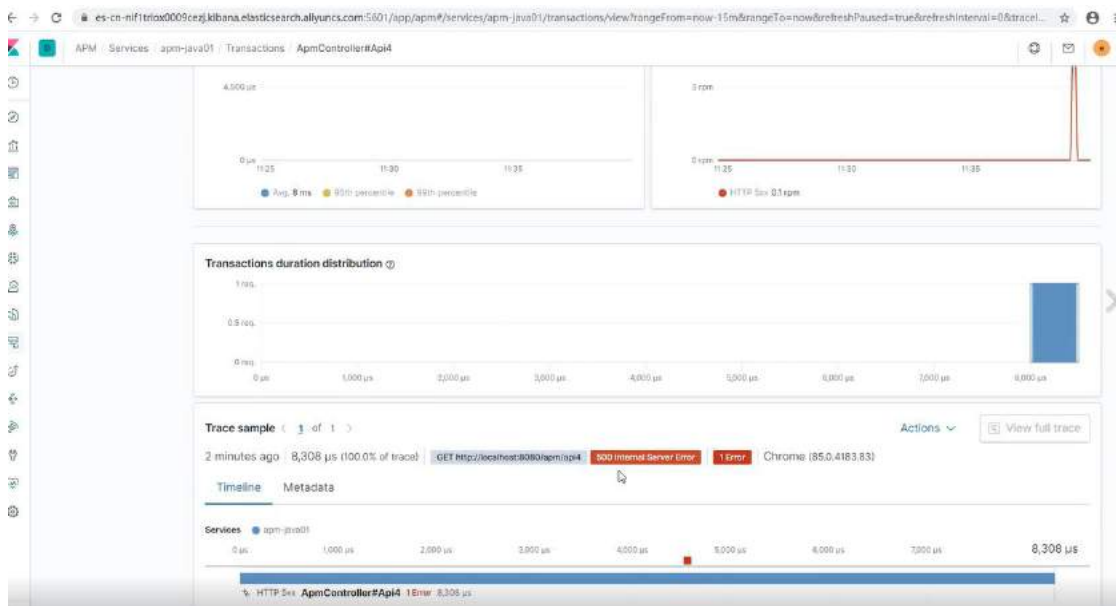 es-cn-nif1triox0009cezj.kibana.elasticsearch.aliyuncs.com:5601/app/apm#/services/apm-java01/transactions/view?rangeFrom=now-15m&rangeTo=now&refreshPaused=true&refreshInterval=0&traceI...
APM / Services / apm-java01 / Transactions / ApmController#Api4
4,500 µs
0 µs
11:25 11:30 11:35
Avg. 8 ms 95th percentile 99th percentile
5 rpm
0 rpm
11:25 11:30 11:35
HTTP 5xx 0.1 rpm
Transactions duration distribution
1 req.
0.5 req.
0 req.
0 µs 1,000 µs 2,000 µs 3,000 µs 4,000 µs 5,000 µs 6,000 µs 7,000 µs 8,000 µs
Trace sample < 1 of 1 >
Actions
View full trace
2 minutes ago 8,308 µs (100.0% of trace) GET http://localhost:8080/apm/api4 500 Internal Server Error 1 Error Chrome (85.0.4183.83)
Timeline Metadata
Services apm-java01
0 µs 1,000 µs 2,000 µs 3,000 µs 4,000 µs 5,000 µs 6,000 µs 7,000 µs 8,308 µs
HTTP 5xx ApmController#Api4 1 Error 8,308 µs